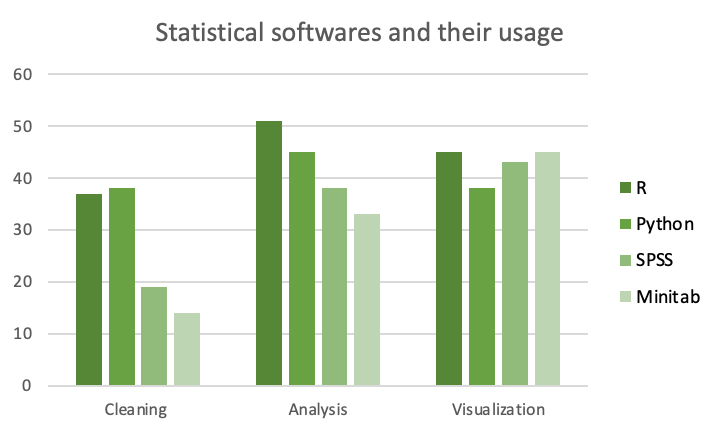 Statistical softwares and their usage
60
50
40
30
20
10
0
Cleaning
Analysis
Visualization
R
Python
SPSS
Minitab